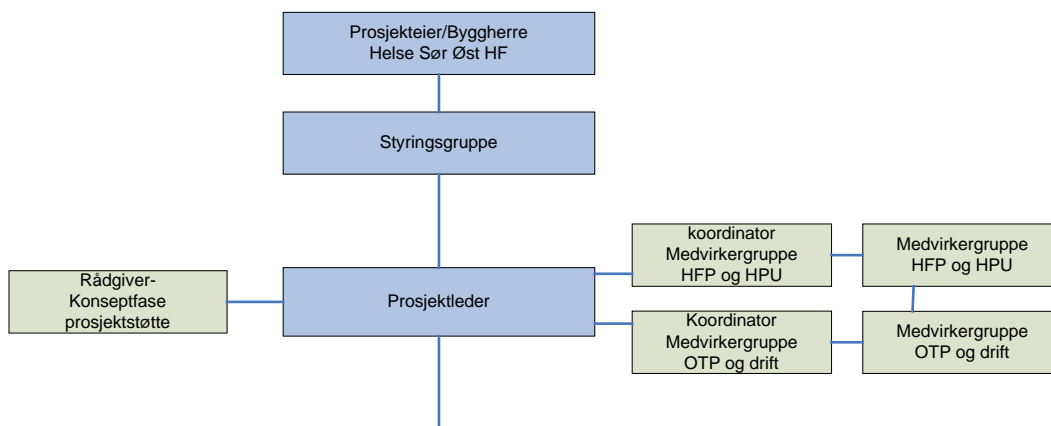 Prosjekteier/Byggherre
Helse Sør Øst HF
Styringsgruppe
koordinator
Medvirkergruppe
HFP og HPU
Medvirkergruppe
HFP og HPU
Rådgiver-
Konseptfase
prosjektstøtte
Prosjektleder
Koordinator
Medvirkergruppe
OTP og drift
Medvirkergruppe
OTP og drift